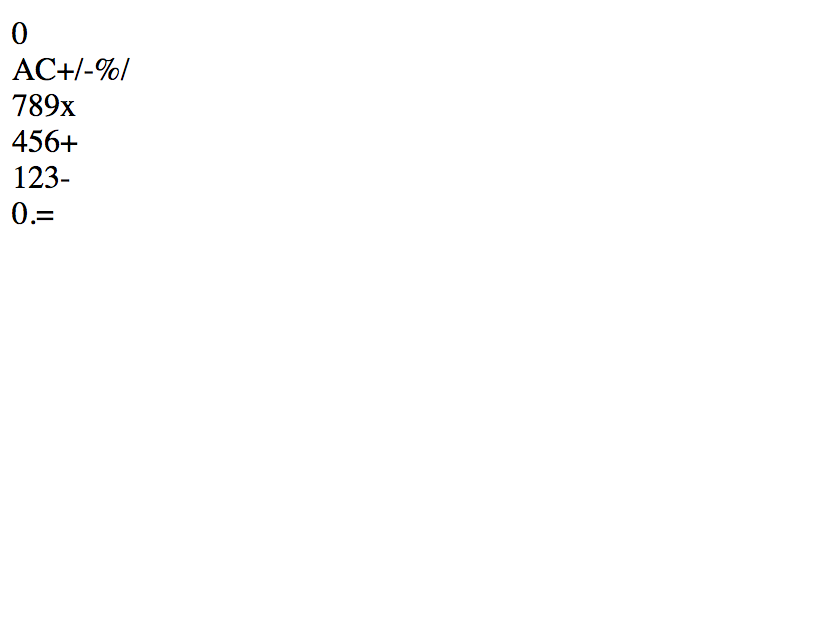 0
AC+/-%/
789x
456+
123-
0.=